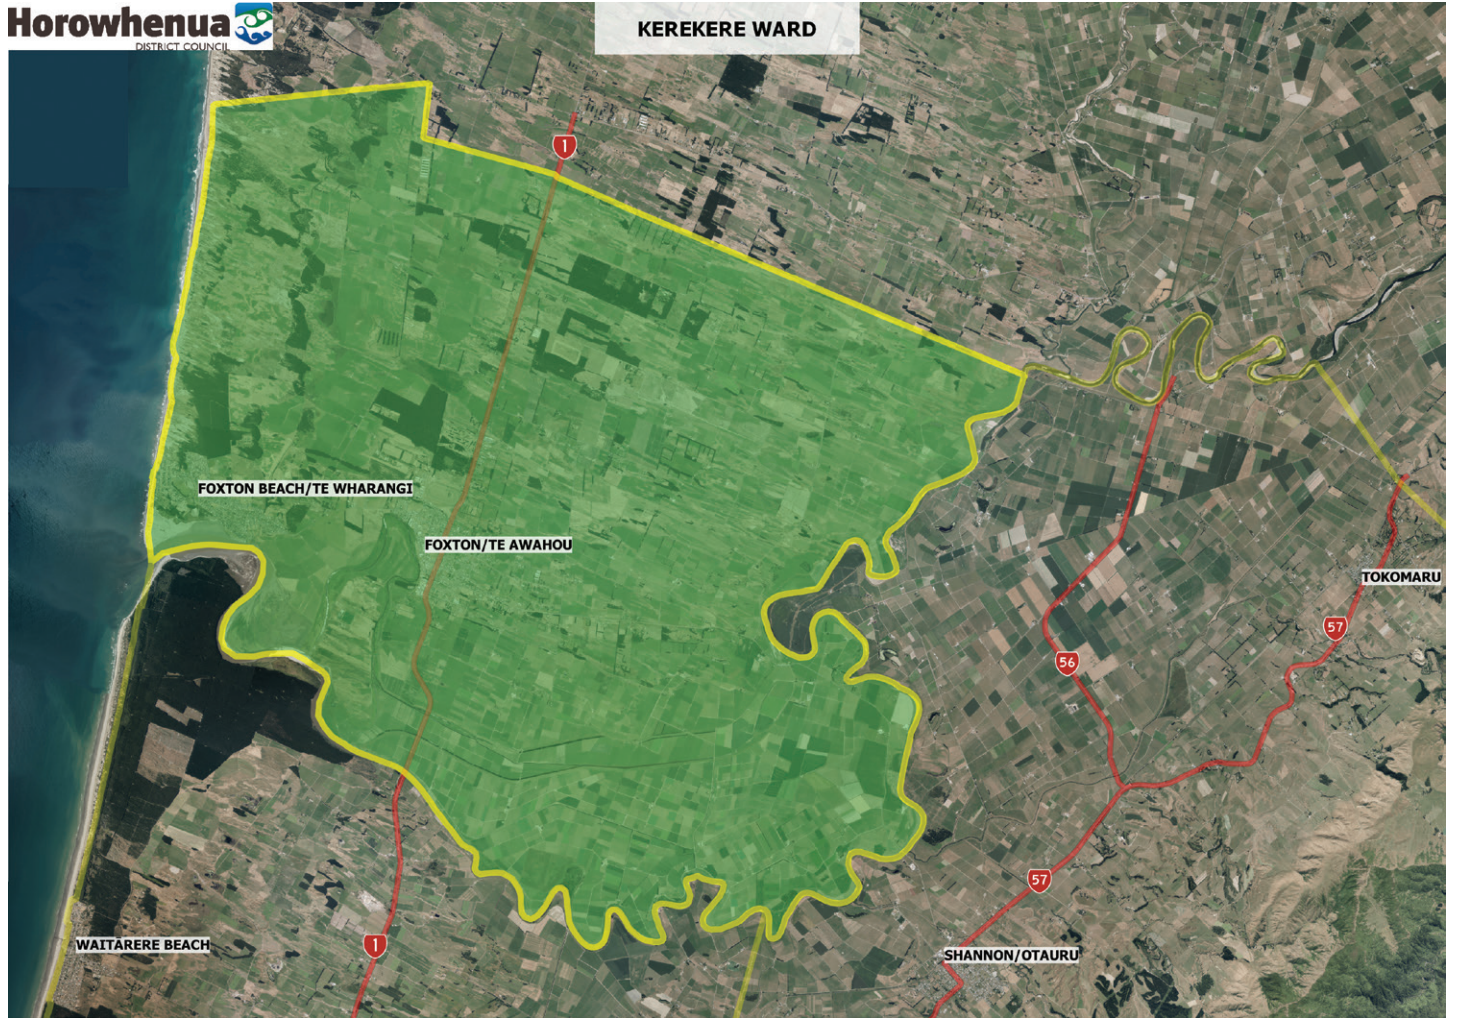 Horowhenua
DISTRICT COUNCIL
KEREKERE WARD
1
FOXTON BEACH/TE WHARANGI
FOXTON/TE AWAHOU
TOKOMARU
57
56
57
WAITARERE BEACH
1
SHANNON/OTAURU